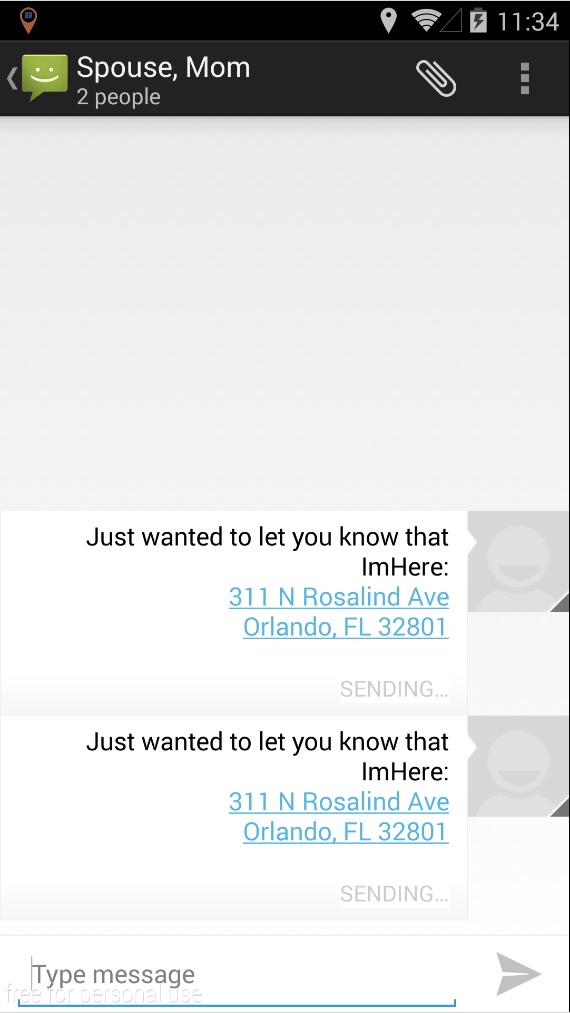 11:34
Spouse, Mom
2 people
Just wanted to let you know that
ImHere:
311 N Rosalind Ave
Orlando, FL 32801
SENDING...
Just wanted to let you know that
ImHere:
311 N Rosalind Ave
Orlando, FL 32801
SENDING...
Type message
free for personal use